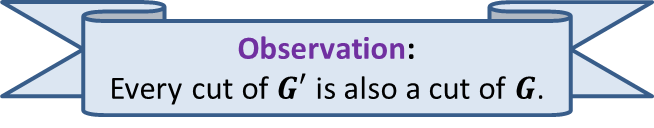 Observation:
Every cut of G′ is also a cut of G.